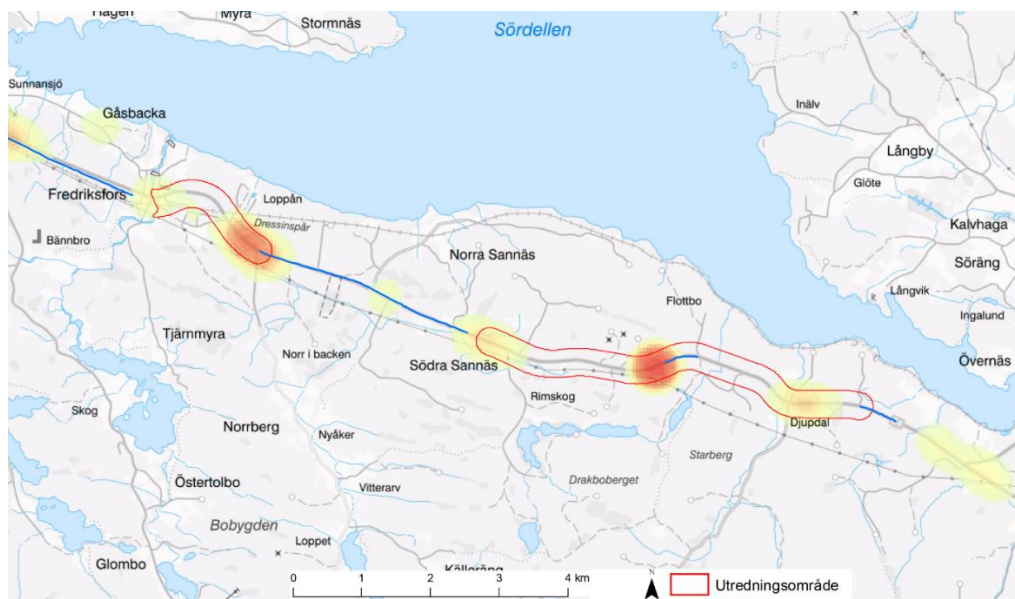 Hagen
Myra
Stormnäs
Sördellen
Sunnansjö
Gåsbacka
Inälv
Långby
Fredriksfors
Loppån
Glöte
Dressinspår
Kalvhaga
Bännbro
Norra Sannäs
Söräng
Flottbo
Långvik
Ingalund
Tjärnmyra
Norr i backen
Södra Sannäs
Övernäs
Rimskog
Skog
Djupdal
Norrberg
Nyåker
Starberg
Östertolbo
Vitterarv
Drakboberget
Bobygden
Loppet
Glombo
Källgräng
0 1 2 3 4 km
N
Utredningsområde